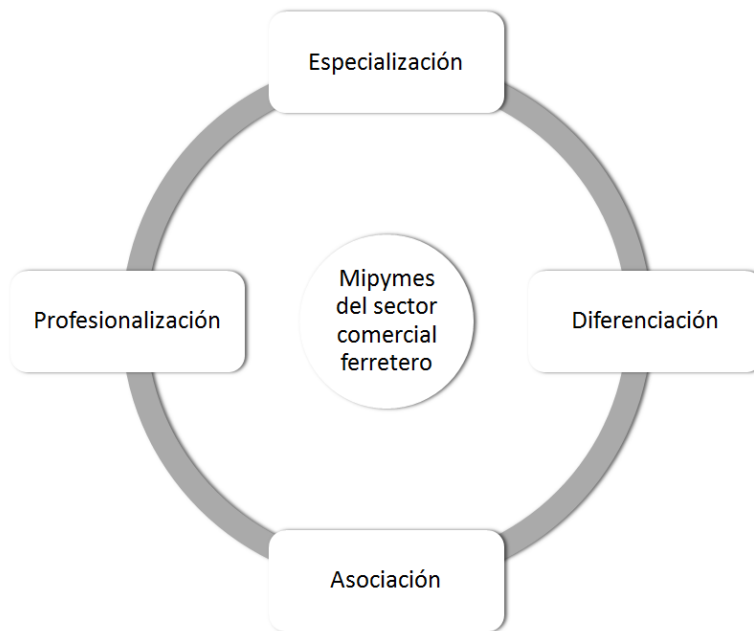 Especialización
Profesionalización
Mipymes
del sector
comercial
ferretero
Diferenciación
Asociación